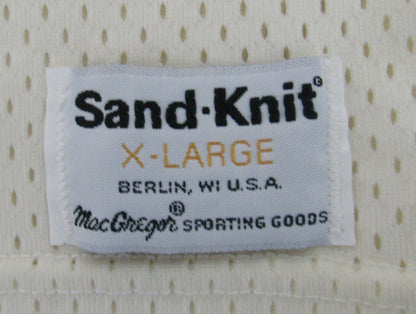 Sand·Knit®
X-LARGE
BERLIN, WI U.S.A.
MacGregor® SPORTING GOODS